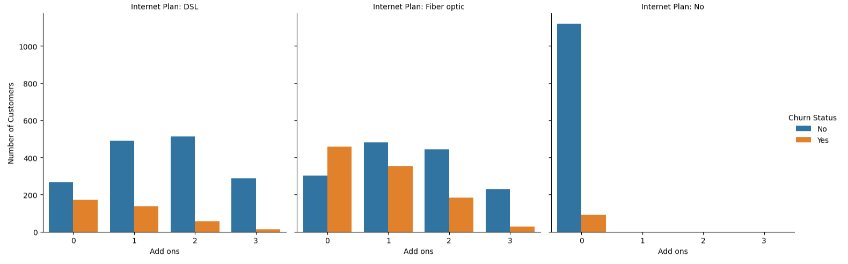 Internet Plan: DSL
Internet Plan: Fiber optic
Internet Plan: No
Number of Customers
1000
800
600
400
200
0
0 1 2 3
Add ons
0 1 2 3
Add ons
0 1 2 3
Add ons
Churn Status
No
Yes